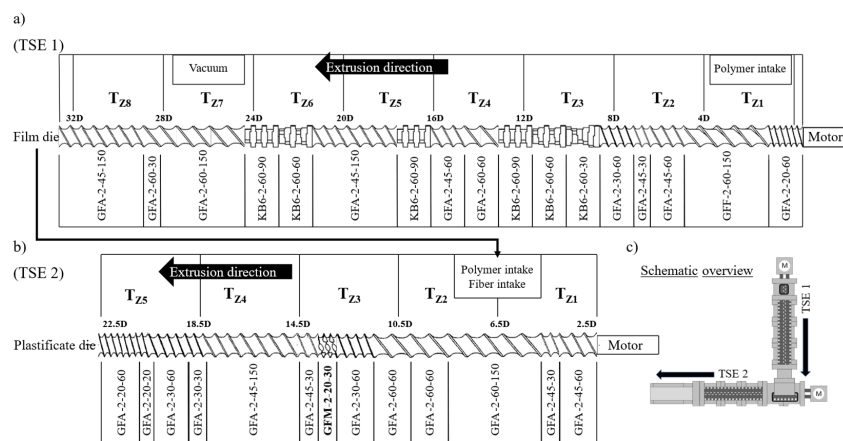 a)
(TSE 1)
Vacuum
Extrusion direction
Polymer intake
TZ8 TZ7 TZ6 TZ5 TZ4 TZ3 TZ2 TZ1
32D 28D 24D 20D 16D 12D 8D 4D
Film die
Motor
GFA-2-45-150
GFA-2-60-30
GFA-2-60-150
KB6-2-60-90
KB6-2-60-60
GFA-2-45-150
KB6-2-60-90
GFA-2-45-60
GFA-2-60-60
KB6-2-60-90
KB6-2-60-60
KB6-2-60-30
GFA-2-30-60
GFA-2-45-30
GFA-2-45-60
GFF-2-60-150
GFA-2-20-60
b)
(TSE 2)
Extrusion direction
Polymer intake
Fiber intake
TZ5 TZ4 TZ3 TZ2 TZ1
22.5D 18.5D 14.5D 10.5D 6.5D 2.5D
Plastificate die
Motor
GFA-2-20-60
GFA-2-20-20
GFA-2-30-60
GFA-2-30-30
GFA-2-45-150
GFA-2-45-30
GFM-2-20-30
GFA-2-30-60
GFA-2-60-60
GFA-2-60-60
GFA-2-60-150
GFA-2-45-30
GFA-2-45-60
c)
Schematic overview
M
TSE 1
TSE 2
M